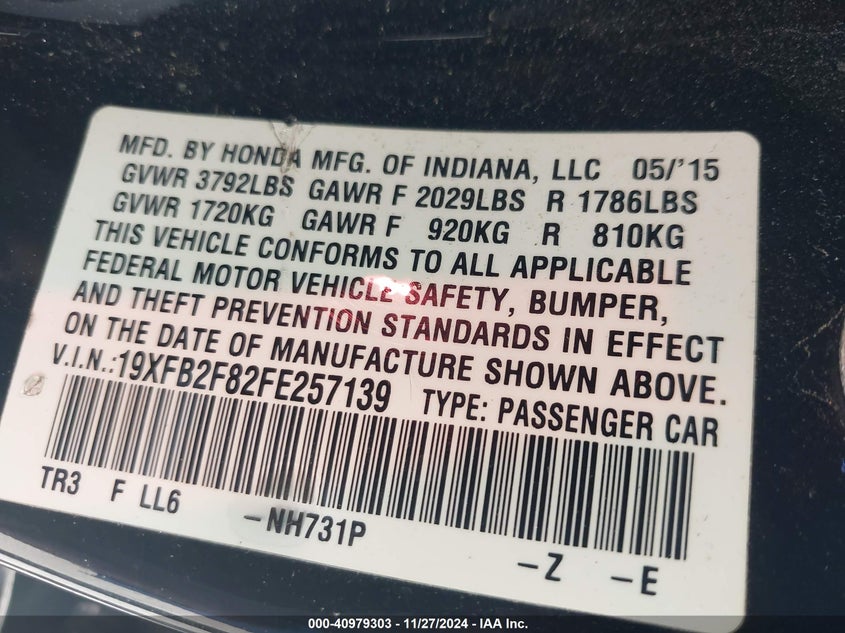 MFD. BY HONDA MFG. OF INDIANA, LLC 05/'15
GVWR 3792LBS GAWR F 2029LBS R 1786LBS
GVWR 1720KG GAWR F 920KG R 810KG
THIS VEHICLE CONFORMS TO ALL APPLICABLE
FEDERAL MOTOR VEHICLE SAFETY, BUMPER,
AND THEFT PREVENTION STANDARDS IN EFFECT
ON THE DATE OF MANUFACTURE SHOWN ABOVE.
V.I.N.:19XFB2F82FE257139 TYPE: PASSENGER CAR
TR3 F LL6 -NH731P -Z -E
000-40979303 - 11/27/2024 - IAA Inc.